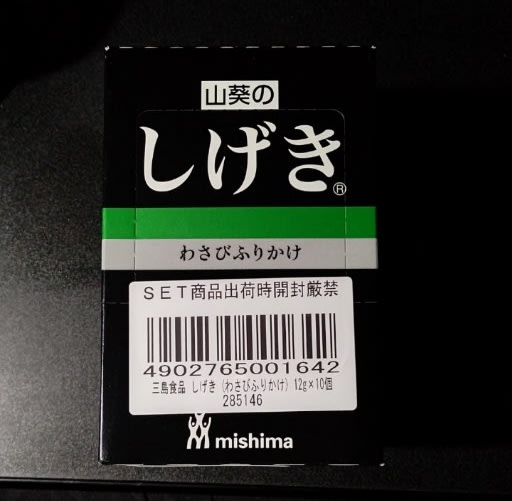 山葵の
しげき®
わさびふりかけ
SET商品出荷時開封厳禁
4902765001642
三島食品 しげき (わさびふりかけ) 12g×10個
285146
mishima